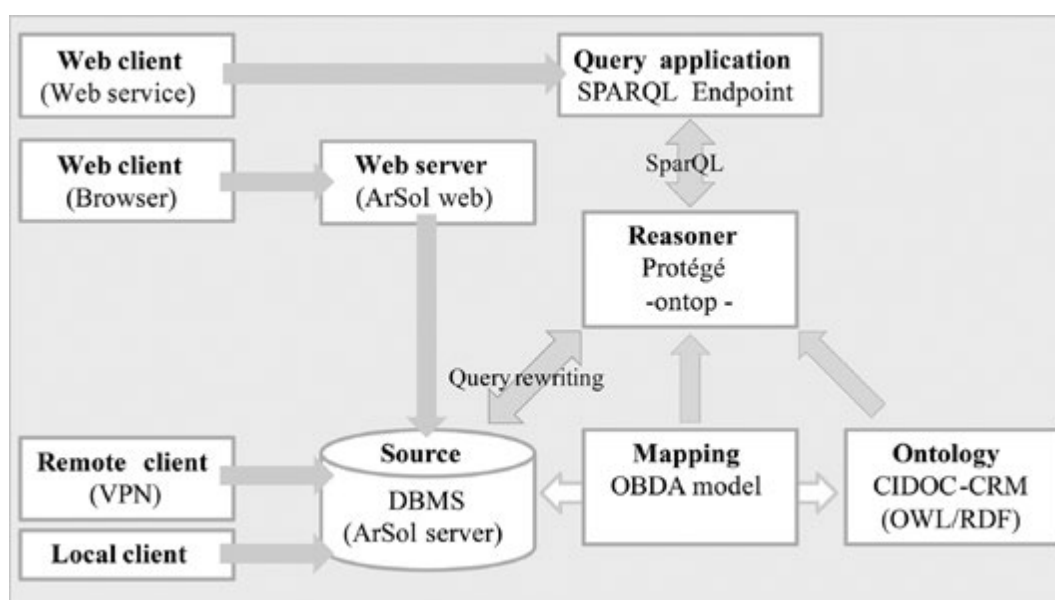 Web client
(Web service)
Query application
SPARQL Endpoint
Web client
(Browser)
Web server
(ArSol web)
SparQL
Reasoner
Protégé
-ontop -
Query rewriting
Remote client
(VPN)
Local client
Source
DBMS
(ArSol server)
Mapping
OBDA model
Ontology
CIDOC-CRM
(OWL/RDF)